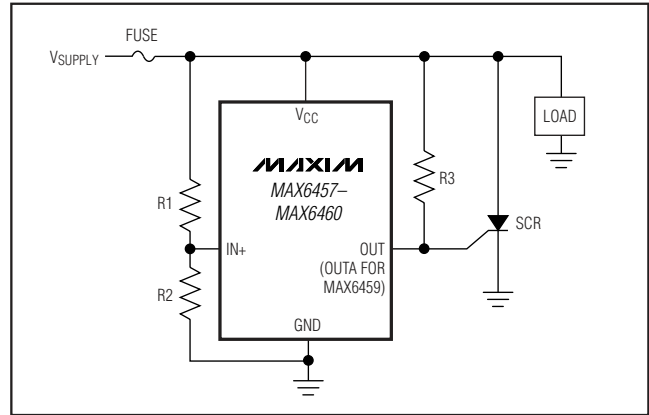 FUSE
VSUPPLY
VCC
LOAD
MAXIM
MAX6457–
MAX6460
R3
R1
SCR
IN+
OUT
(OUTA FOR
MAX6459)
R2
GND